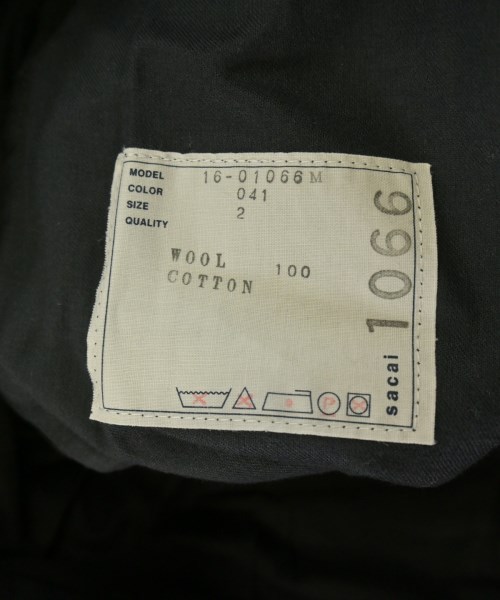 MODEL 16-01066M
COLOR 041
SIZE 2
QUALITY
WOOL 100
COTTON
P
sacai 1066